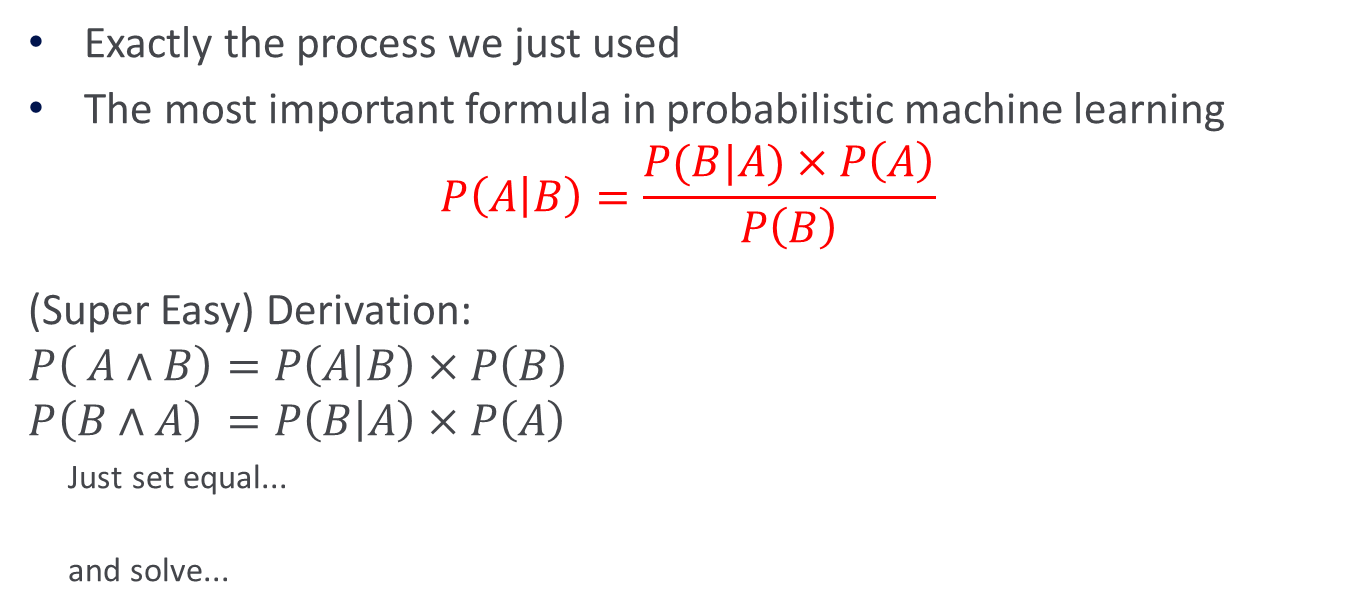 • Exactly the process we just used
• The most important formula in probabilistic machine learning
P(A|B) = P(B|A) × P(A) / P(B)
(Super Easy) Derivation:
P( A ∧ B) = P(A|B) × P(B)
P(B ∧ A) = P(B|A) × P(A)
Just set equal...
and solve...